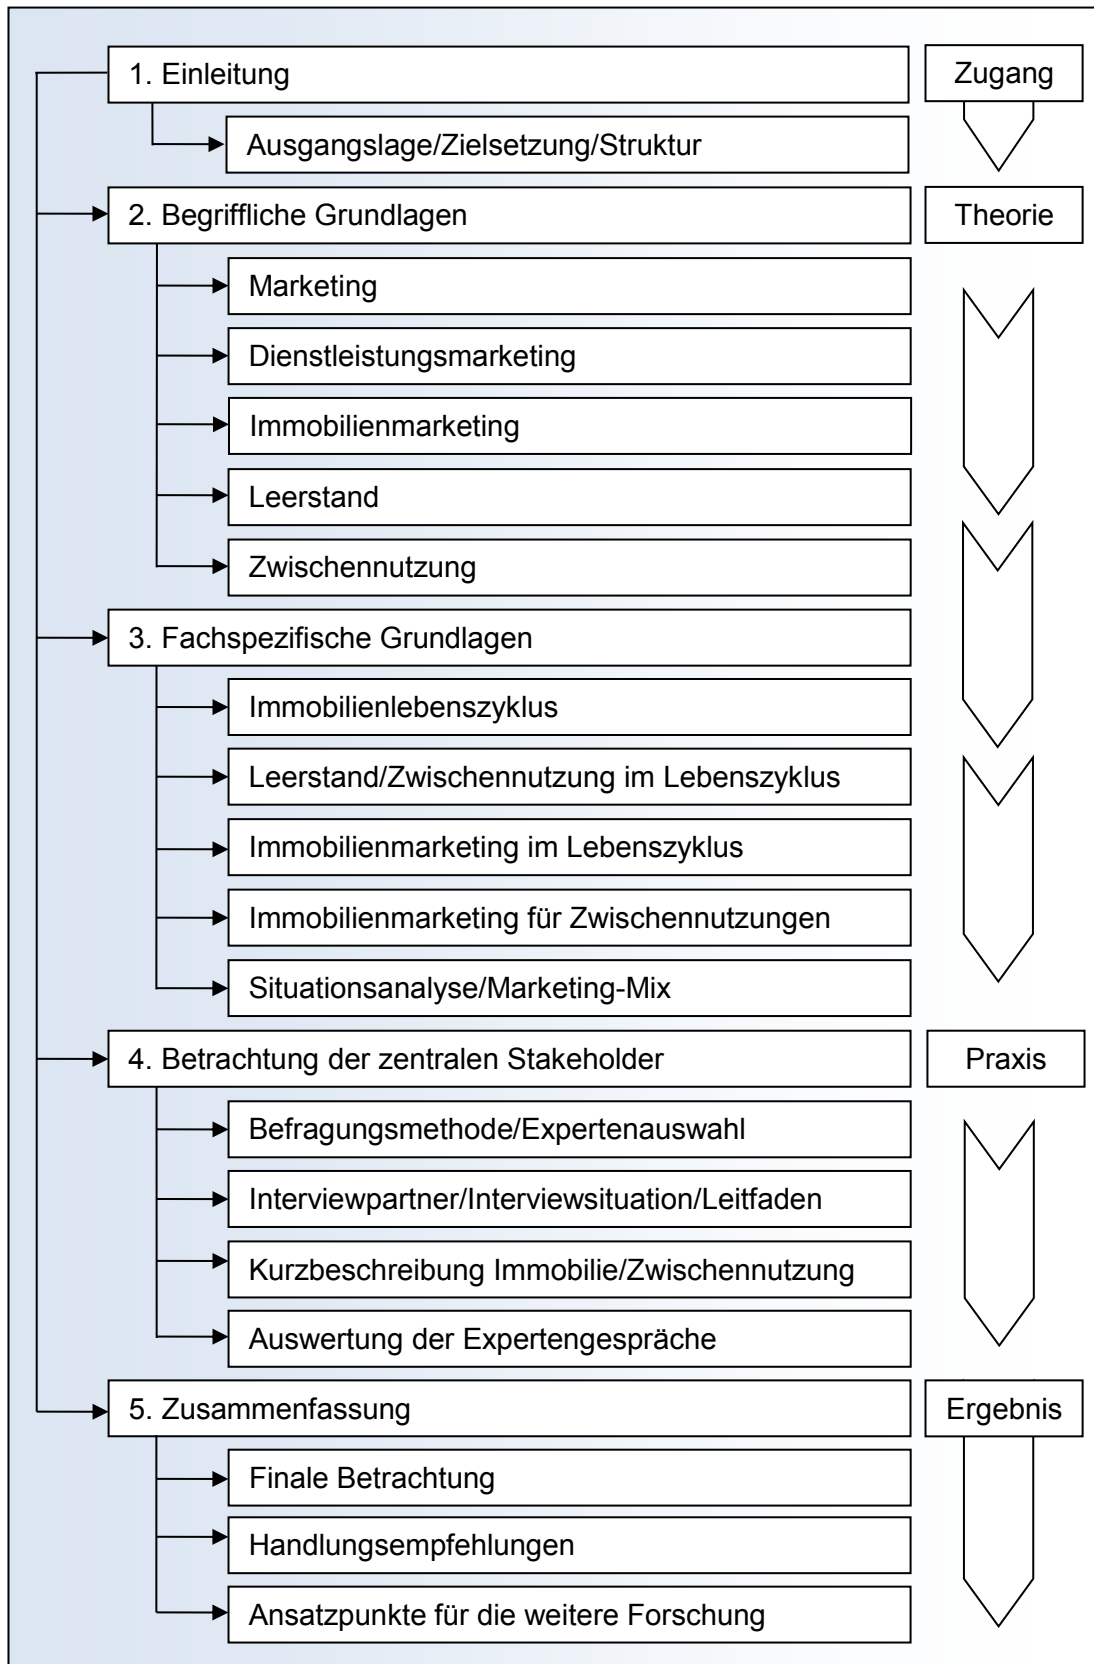 1. Einleitung
Zugang
Ausgangslage/Zielsetzung/Struktur
2. Begriffliche Grundlagen
Theorie
Marketing
Dienstleistungsmarketing
Immobilienmarketing
Leerstand
Zwischennutzung
3. Fachspezifische Grundlagen
Immobilienlebenszyklus
Leerstand/Zwischennutzung im Lebenszyklus
Immobilienmarketing im Lebenszyklus
Immobilienmarketing für Zwischennutzungen
Situationsanalyse/Marketing-Mix
4. Betrachtung der zentralen Stakeholder
Praxis
Befragungsmethode/Expertenauswahl
Interviewpartner/Interviewsituation/Leitfaden
Kurzbeschreibung Immobilie/Zwischennutzung
Auswertung der Expertengespräche
5. Zusammenfassung
Ergebnis
Finale Betrachtung
Handlungsempfehlungen
Ansatzpunkte für die weitere Forschung